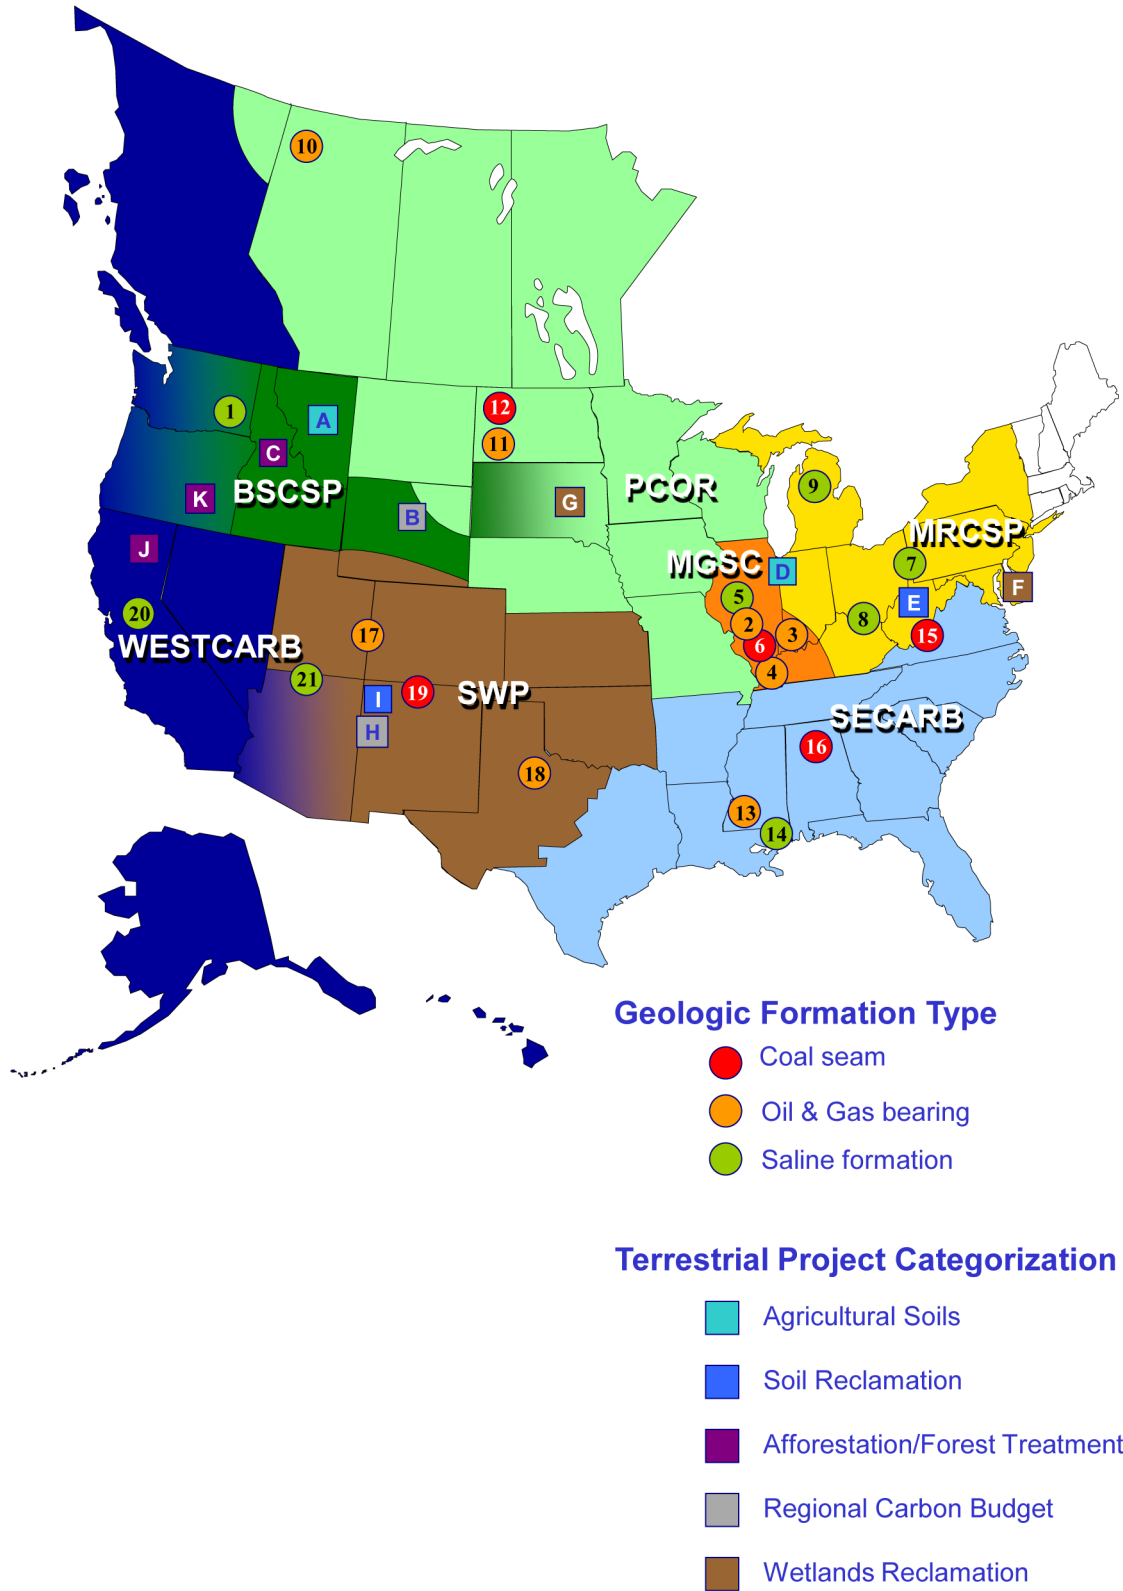 10
12
1
A
11
C
9
BSCSP
PCOR
K
G
B
MRCSP
J
MGSC
7
D
F
5
E
20
8
2
3
17
15
WESTCARB
6
4
21
SWP
19
I
SECARB
H
16
18
13
14
Geologic Formation Type
Coal seam
Oil & Gas bearing
Saline formation
Terrestrial Project Categorization
Agricultural Soils
Soil Reclamation
Afforestation/Forest Treatment
Regional Carbon Budget
Wetlands Reclamation